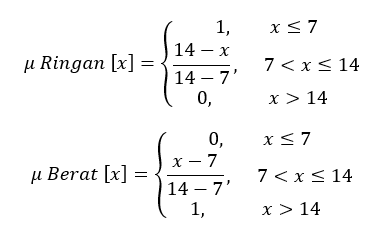 1, x ≤ 7
μ Ringan [x] = { (14 − x)/(14 − 7), 7 < x ≤ 14
0, x > 14
0, x ≤ 7
μ Berat [x] = { (x − 7)/(14 − 7), 7 < x ≤ 14
1, x > 14